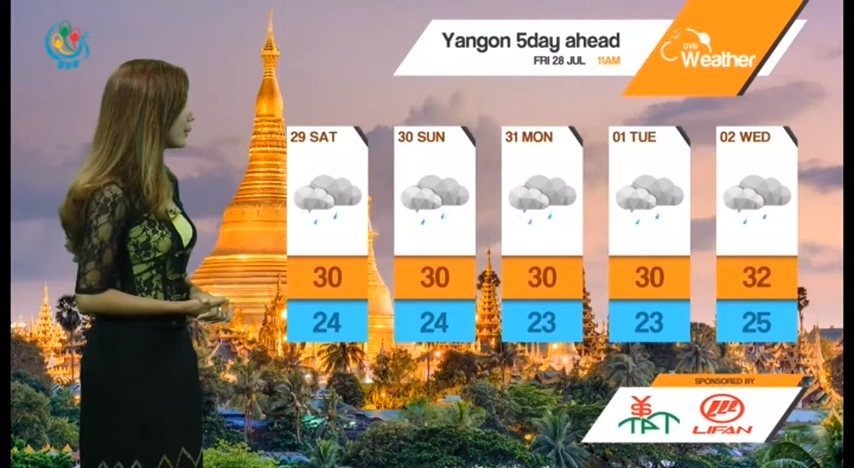 Yangon 5day ahead
FRI 28 JUL 11AM
DVB
Weather
29 SAT
30 SUN
31 MON
01 TUE
02 WED
30
30
30
30
32
24
24
23
23
25
SPONSORED BY
LIFAN